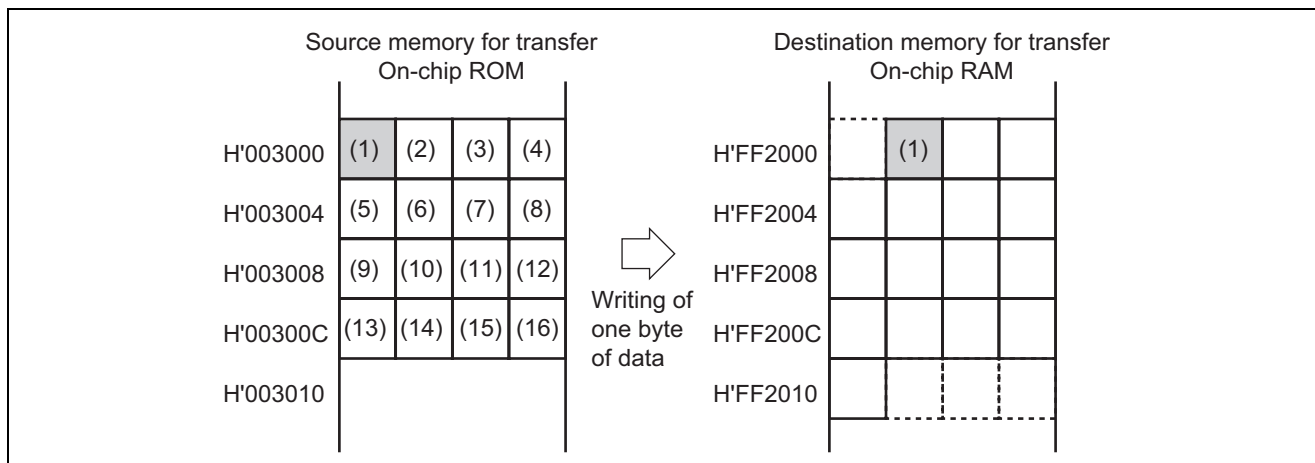 Source memory for transfer
On-chip ROM
Destination memory for transfer
On-chip RAM
H'003000 (1) (2) (3) (4)
H'003004 (5) (6) (7) (8)
H'003008 (9) (10) (11) (12)
H'00300C (13) (14) (15) (16)
H'003010
Writing of
one byte
of data
H'FF2000 (1)
H'FF2004
H'FF2008
H'FF200C
H'FF2010